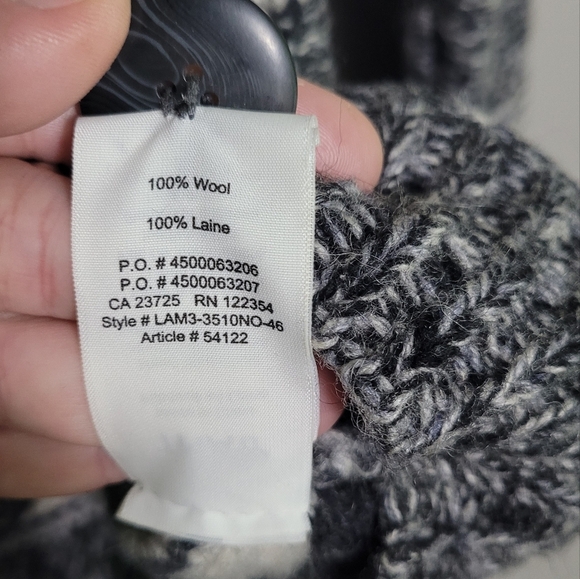 100% Wool
100% Laine
P.O. # 4500063206
P.O. # 4500063207
CA 23725 RN 122354
Style # LAM3-3510NO-46
Article # 54122